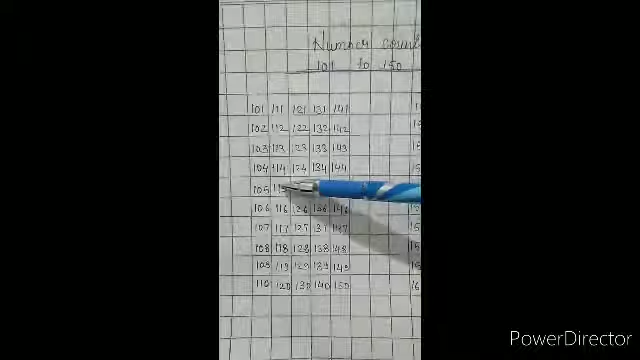 Number
101 to 150
101 111 121 131 141
102 112 122 132 142
103 113 123 133 143
104 114 124 134 144
105
106 116 126 136 146
107 117 127 137 147
108 118 128 138 148
109 119 129 139 149
110 120 130 140 150
PowerDirector